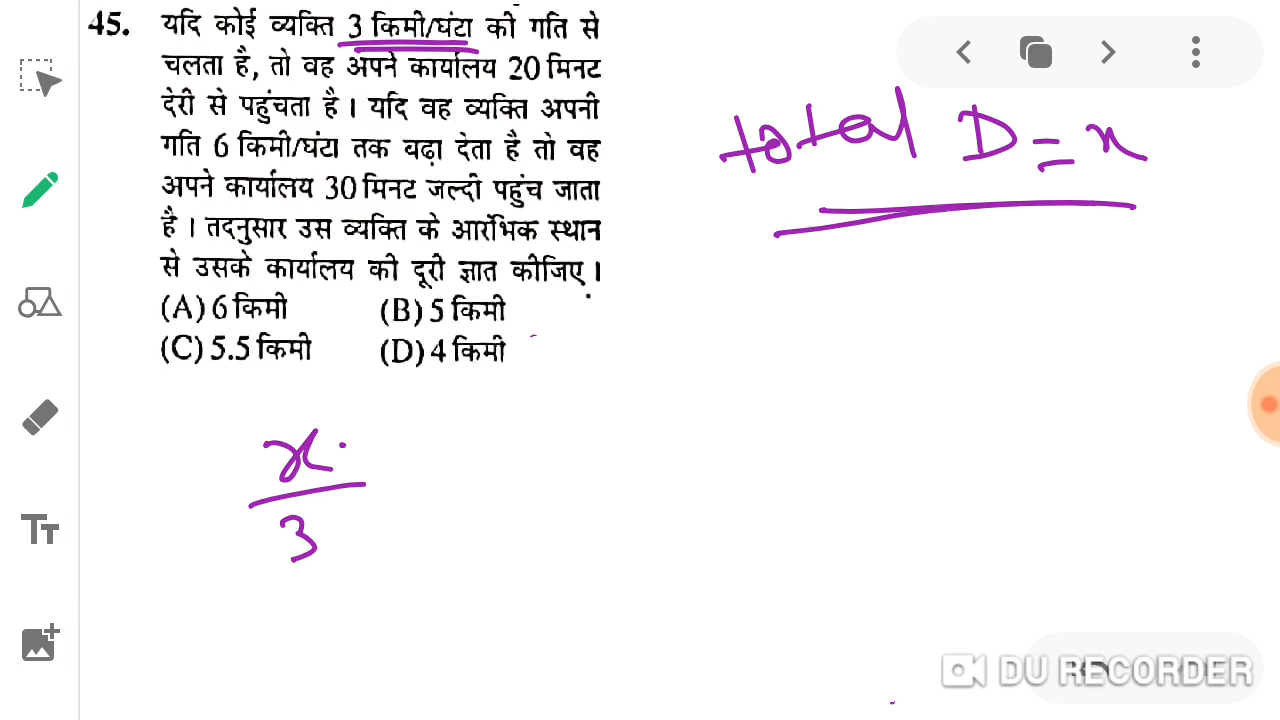 45. यदि कोई व्यक्ति 3 किमी/घंटा की गति से
चलता है, तो वह अपने कार्यालय 20 मिनट
देरी से पहुंचता है। यदि वह व्यक्ति अपनी
गति 6 किमी/घंटा तक बढ़ा देता है तो वह
अपने कार्यालय 30 मिनट जल्दी पहुंच जाता
है। तदनुसार उस व्यक्ति के आरंभिक स्थान
से उसके कार्यालय की दूरी ज्ञात कीजिए।
(A) 6 किमी (B) 5 किमी
(C) 5.5 किमी (D) 4 किमी
total D = x
x
3
TT
DU RECORDER